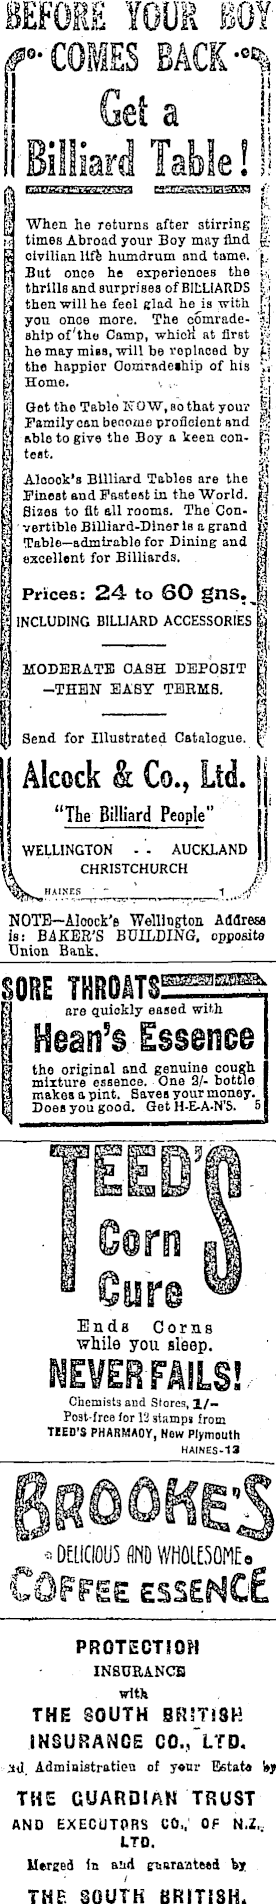 BEFORE YOUR BOY
COMES BACK
Get a
Billiard Table!
When he returns after stirring
times Abroad your Boy may find
civilian life humdrum and tame.
But once he experiences the
thrills and surprises of BILLIARDS
then will he feel glad he is with
you once more. The comrade-
ship of the Camp, which at first
he may miss, will be replaced by
the happier Comradeship of his
Home.
Get the Table NOW, so that your
Family can become proficient and
able to give the Boy a keen con-
test.
Alcock's Billiard Tables are the
Finest and Fastest in the World.
Sizes to fit all rooms. The Con-
vertible Billiard-Diner is a grand
Table—admirable for Dining and
excellent for Billiards.
Prices: 24 to 60 gns.
INCLUDING BILLIARD ACCESSORIES
MODERATE CASH DEPOSIT
—THEN EASY TERMS.
Send for Illustrated Catalogue.
Alcock & Co., Ltd.
"The Billiard People"
WELLINGTON - - AUCKLAND
CHRISTCHURCH
HAINES 1
NOTE—Alcock's Wellington Address
is: BAKER'S BUILDING, opposite
Union Bank.
SORE THROATS
are quickly eased with
Hean's Essence
the original and genuine cough
mixture essence. One 2/- bottle
makes a pint. Saves your money.
Does you good. Get H-E-A-N'S. 5
TEED'S
Corn
Cure
Ends Corns
while you sleep.
NEVER FAILS!
Chemists and Stores, 1/-
Post-free for 12 stamps from
TEED'S PHARMACY, New Plymouth
HAINES-13
BROOKE'S
DELICIOUS AND WHOLESOME
COFFEE ESSENCE
PROTECTION
INSURANCE
with
THE SOUTH BRITISH
INSURANCE CO., LTD.
Administration of your Estate by
THE GUARDIAN TRUST
AND EXECUTORS CO., OF N.Z.,
LTD.
Merged in and guaranteed by
THE SOUTH BRITISH.